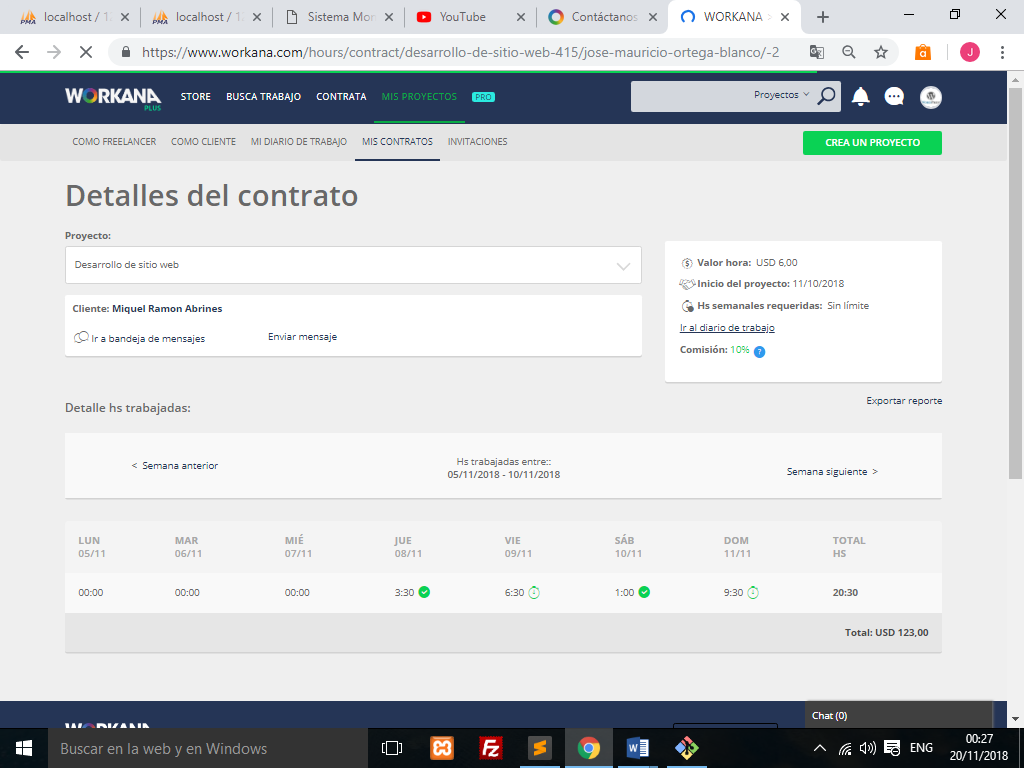 localhost / 1
localhost / 1
Sistema Mor
YouTube
Contáctanos
WORKANA
https://www.workana.com/hours/contract/desarrollo-de-sitio-web-415/jose-mauricio-ortega-blanco/-2
J
WORKANA PLUS
STORE BUSCA TRABAJO CONTRATA MIS PROYECTOS PRO
Proyectos
COMO FREELANCER COMO CLIENTE MI DIARIO DE TRABAJO MIS CONTRATOS INVITACIONES
CREA UN PROYECTO
Detalles del contrato
Proyecto:
Desarrollo de sitio web
Cliente: Miquel Ramon Abrines
Ir a bandeja de mensajes Enviar mensaje
Valor hora: USD 6,00
Inicio del proyecto: 11/10/2018
Hs semanales requeridas: Sin límite
Ir al diario de trabajo
Comisión: 10% ?
Exportar reporte
Detalle hs trabajadas:
< Semana anterior
Hs trabajadas entre::
05/11/2018 - 10/11/2018
Semana siguiente >
LUN MAR MIÉ JUE VIE SÁB DOM TOTAL
05/11 06/11 07/11 08/11 09/11 10/11 11/11 HS
00:00 00:00 00:00 3:30 6:30 1:00 9:30 20:30
Total: USD 123,00
WORKANA
Chat (0)
Buscar en la web y en Windows
ENG
00:27
20/11/2018